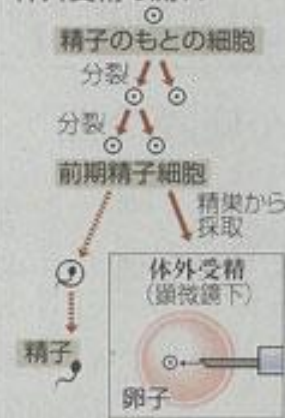 精子のもとの細胞
分裂
分裂
前期精子細胞
精巣から
採取
体外受精
(顕微鏡下)
精子
卵子